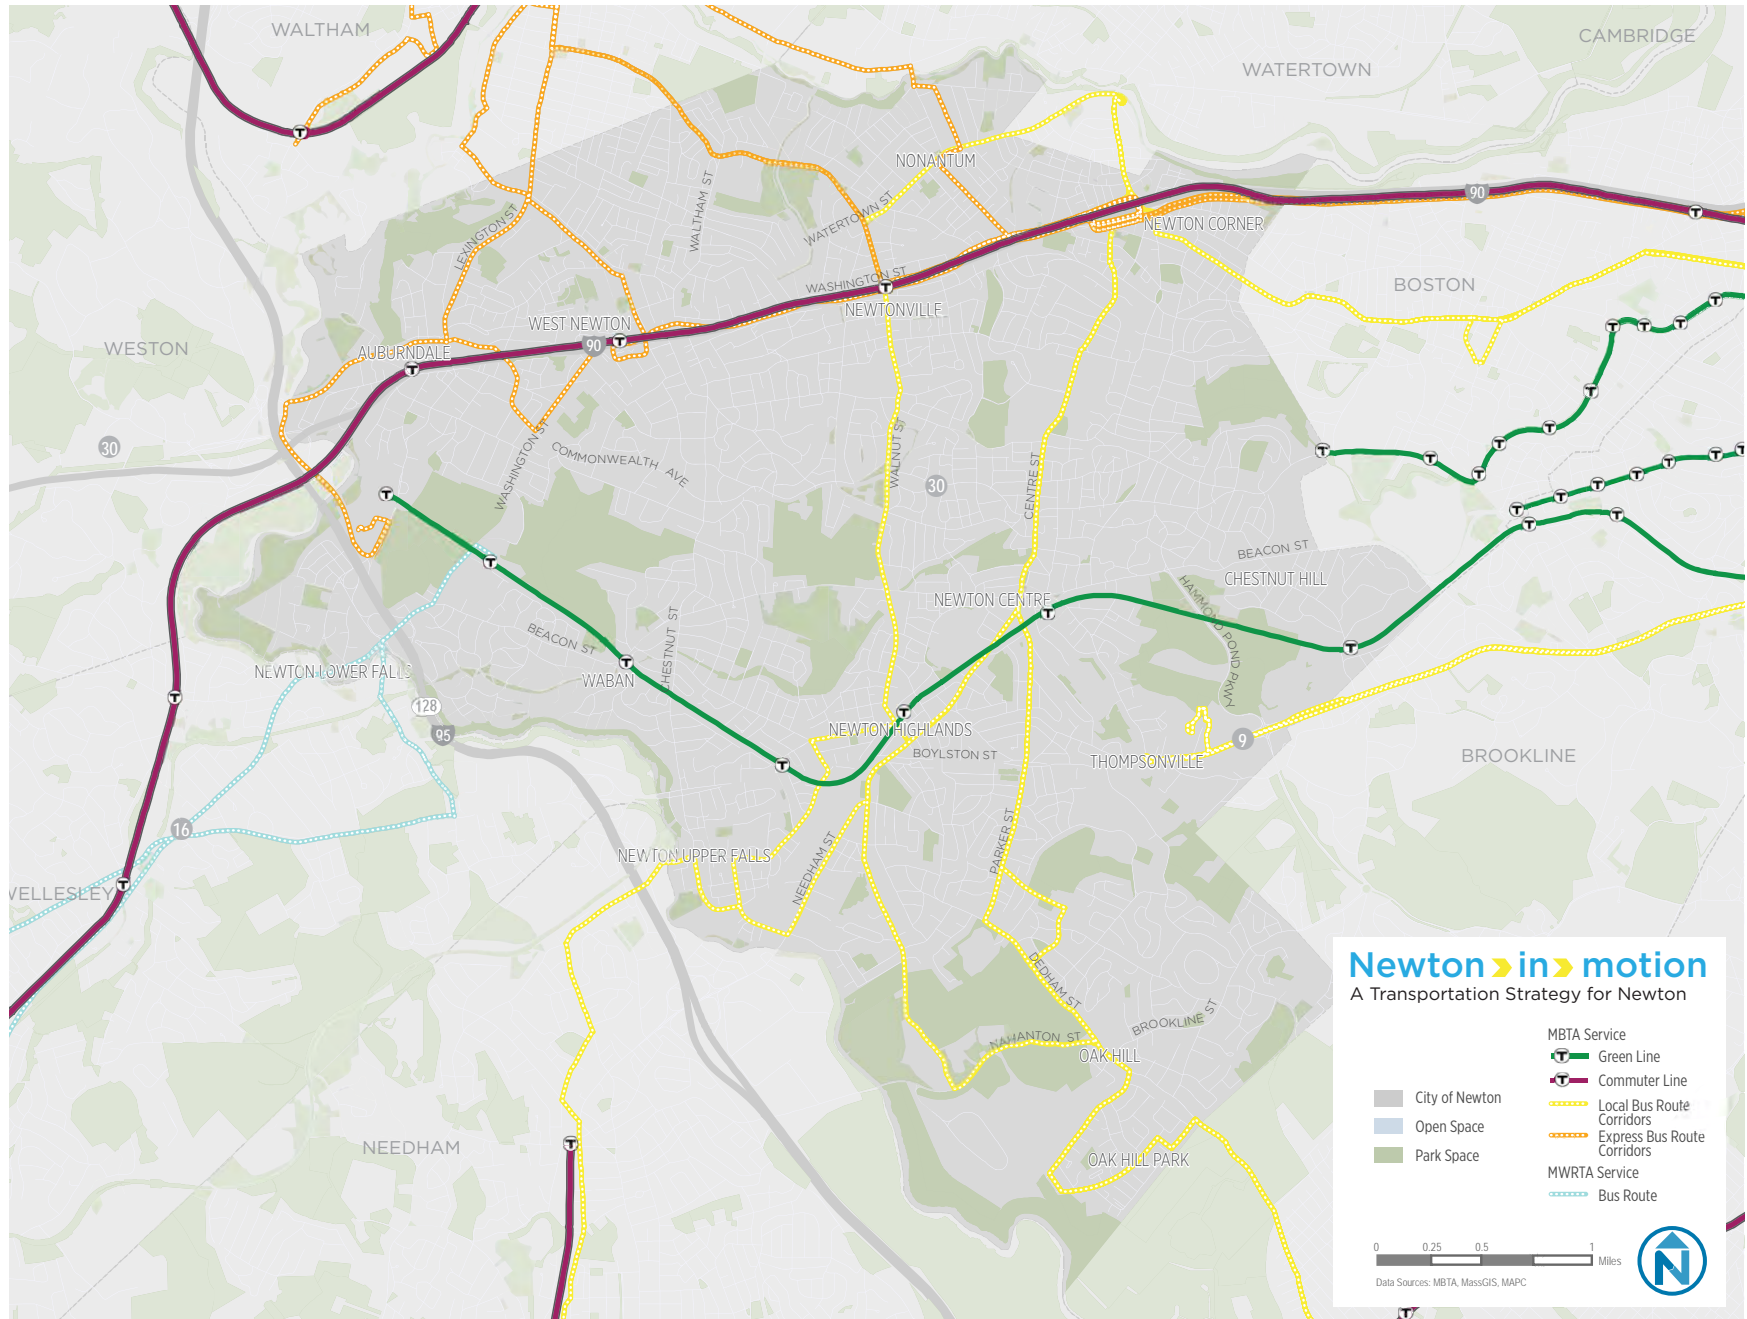 WALTHAM
CAMBRIDGE
WATERTOWN
NONANTUM
WALTHAM ST
WATERTOWN ST
LEXINGTON ST
90
NEWTON CORNER
WASHINGTON ST
BOSTON
NEWTONVILLE
WEST NEWTON
90
WESTON
AUBURNDALE
30
WASHINGTON ST
COMMONWEALTH AVE
WALNUT ST
30
CENTRE ST
BEACON ST
CHESTNUT HILL
HAMMOND POND PKWY
NEWTON CENTRE
BEACON ST
CHESTNUT ST
NEWTON LOWER FALLS
WABAN
128
95
NEWTON HIGHLANDS
BOYLSTON ST
9
THOMPSONVILLE
BROOKLINE
16
NEWTON UPPER FALLS
NEEDHAM ST
PARKER ST
WELLESLEY
DEDHAM ST
BROOKLINE ST
NAHANTON ST
OAK HILL
NEEDHAM
OAK HILL PARK
Newton in motion
A Transportation Strategy for Newton
MBTA Service
T Green Line
T Commuter Line
Local Bus Route
Corridors
Express Bus Route
Corridors
MWRTA Service
Bus Route
City of Newton
Open Space
Park Space
0 0.25 0.5 1
Miles
Data Sources: MBTA, MassGIS, MAPC
N